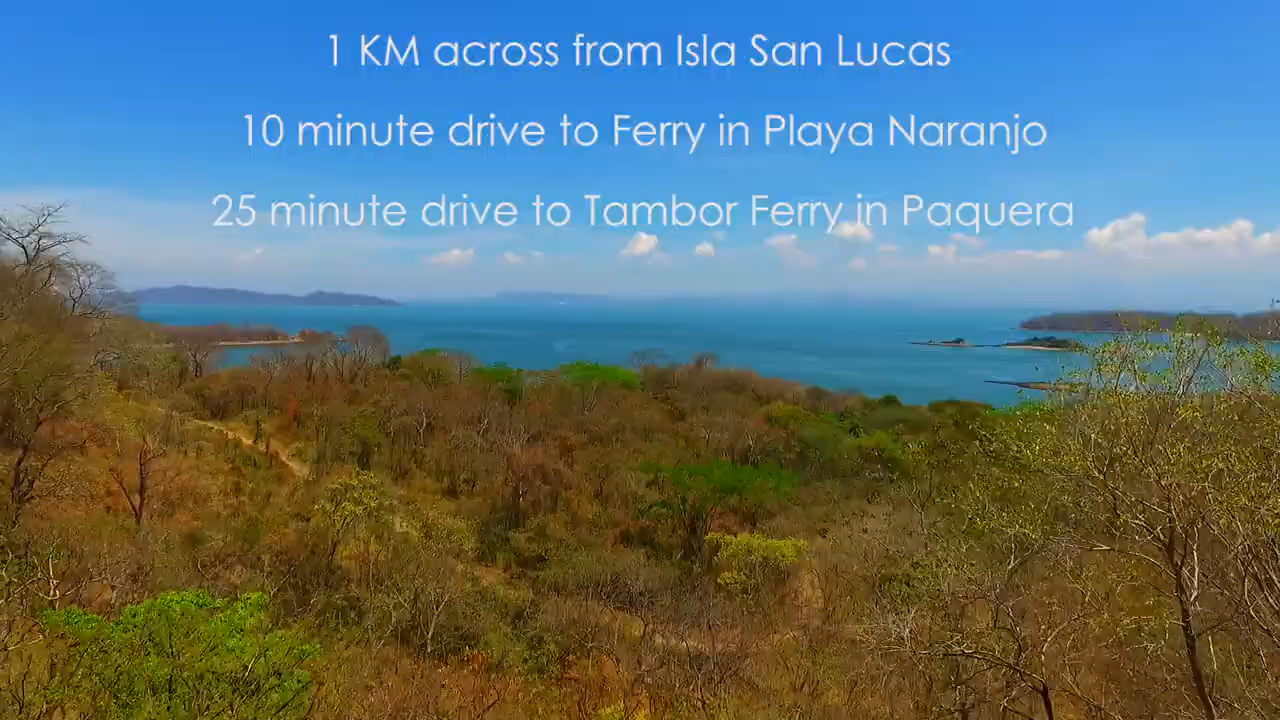 1 KM across from Isla San Lucas
10 minute drive to Ferry in Playa Naranjo
25 minute drive to Tambor Ferry in Paquera